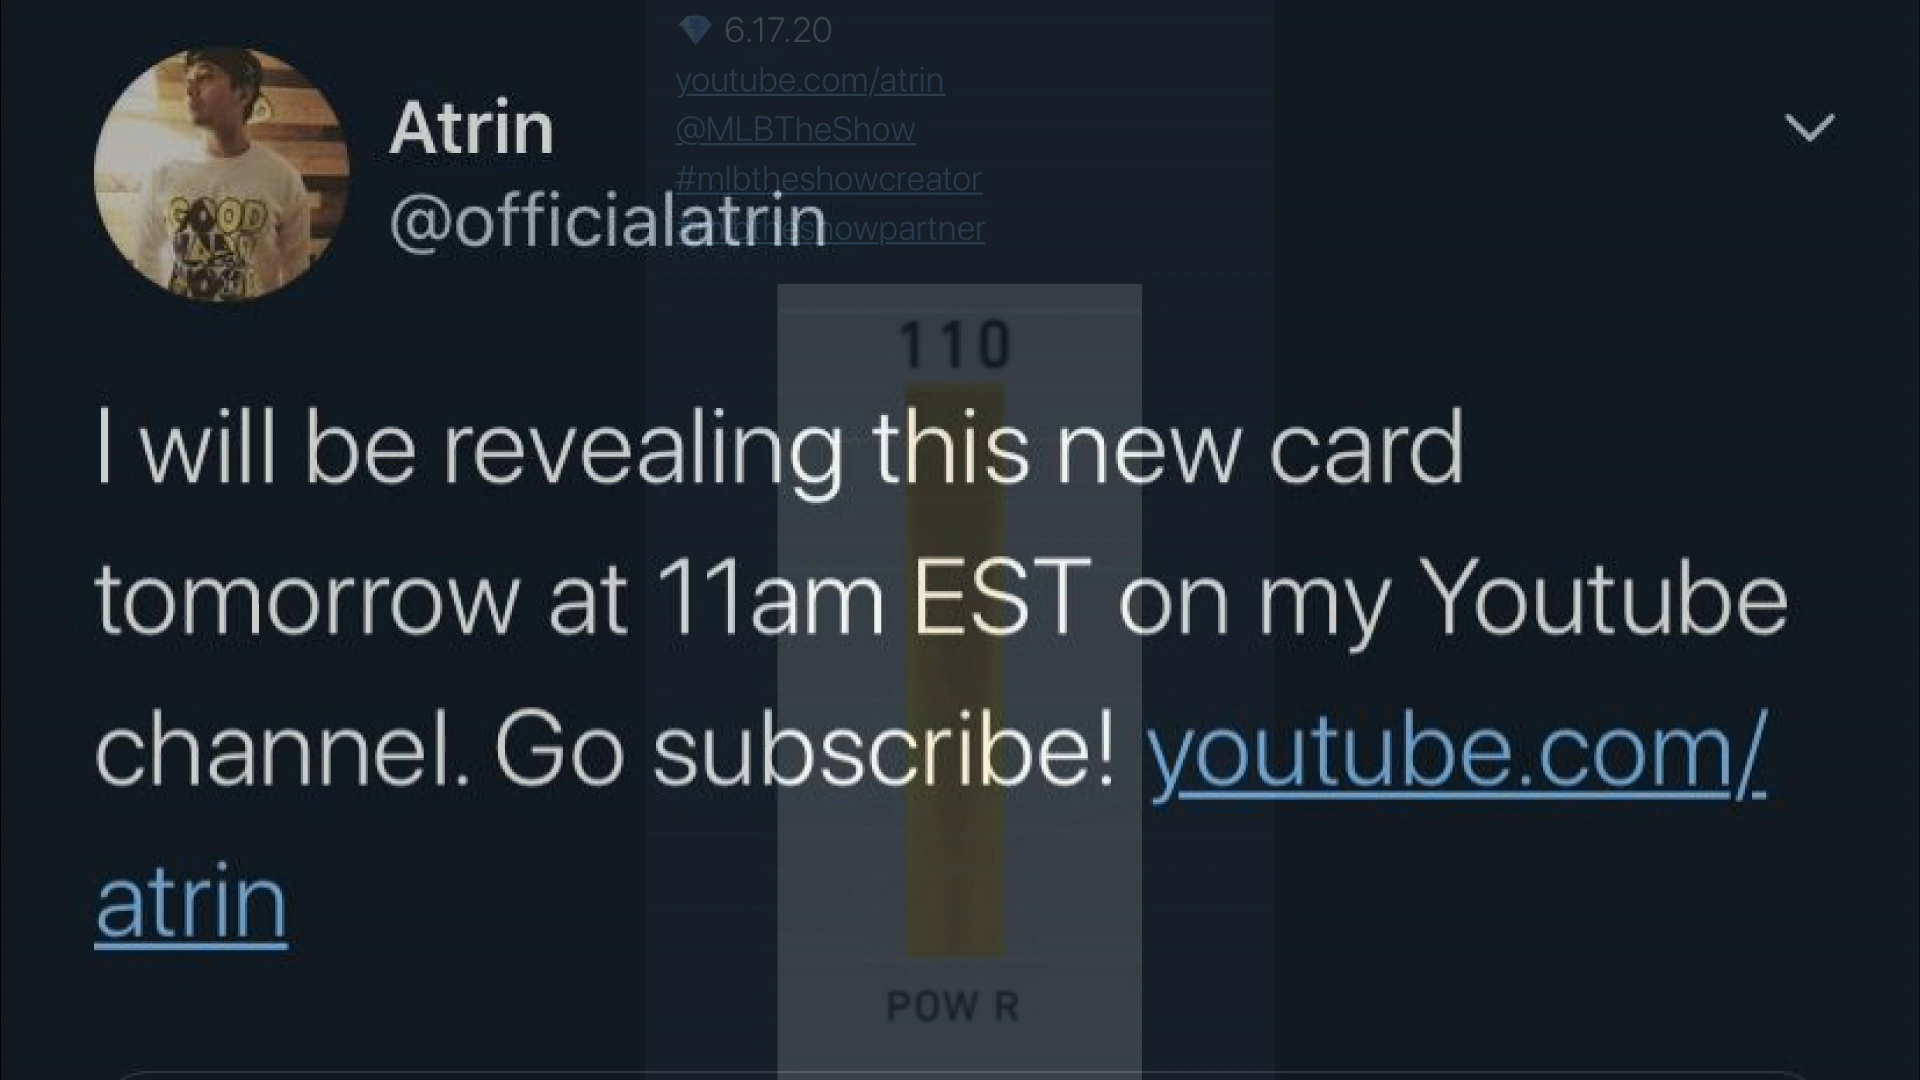 💎 6.17.20
youtube.com/atrin
@MLBTheShow
#mlbtheshowcreator
Atrin
@officialatrin
110
I will be revealing this new card
tomorrow at 11am EST on my Youtube
channel. Go subscribe! youtube.com/
atrin
POW R